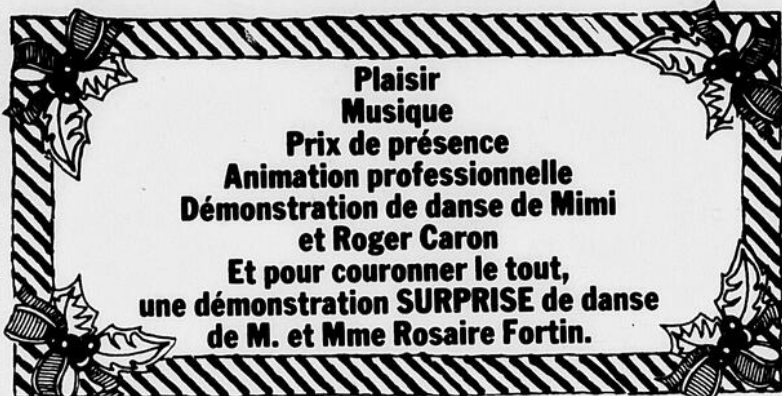 Plaisir
Musique
Prix de présence
Animation professionnelle
Démonstration de danse de Mimi
et Roger Caron
Et pour couronner le tout,
une démonstration SURPRISE de danse
de M. et Mme Rosaire Fortin.